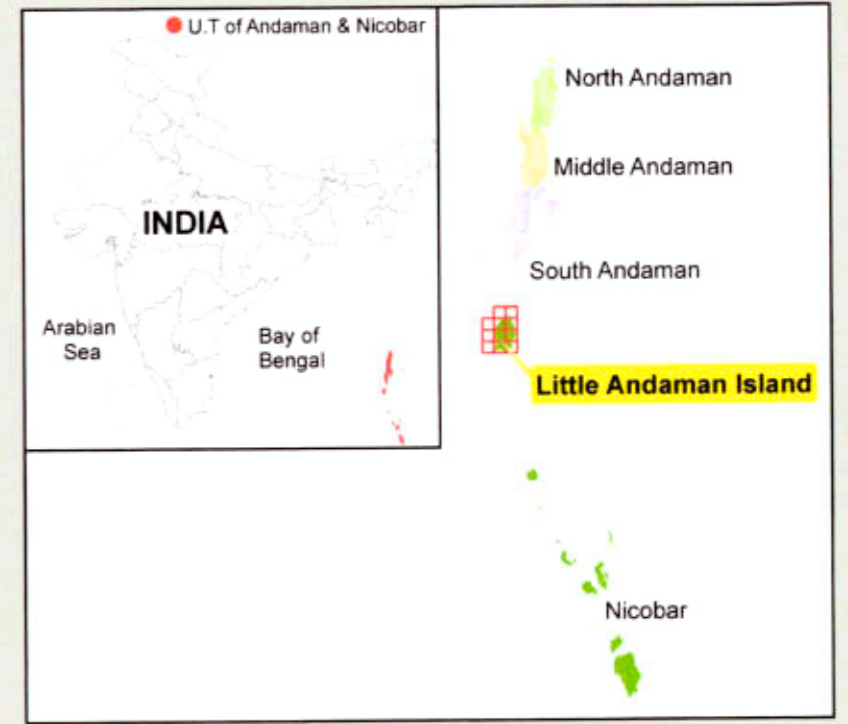 U.T of Andaman & Nicobar
INDIA
Arabian
Sea
Bay of
Bengal
North Andaman
Middle Andaman
South Andaman
Little Andaman Island
Nicobar